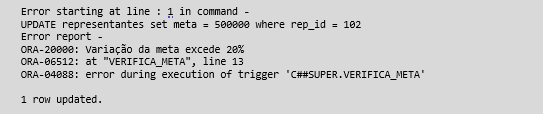 Error starting at line : 1 in command -
UPDATE representantes set meta = 500000 where rep_id = 102
Error report -
ORA-20000: Variação da meta excede 20%
ORA-06512: at "VERIFICA_META", line 13
ORA-04088: error during execution of trigger 'C##SUPER.VERIFICA_META'
1 row updated.